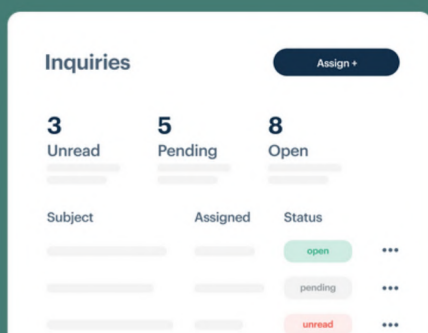 Inquiries
Assign +
3 5 8
Unread Pending Open
Subject Assigned Status
open
pending
unread